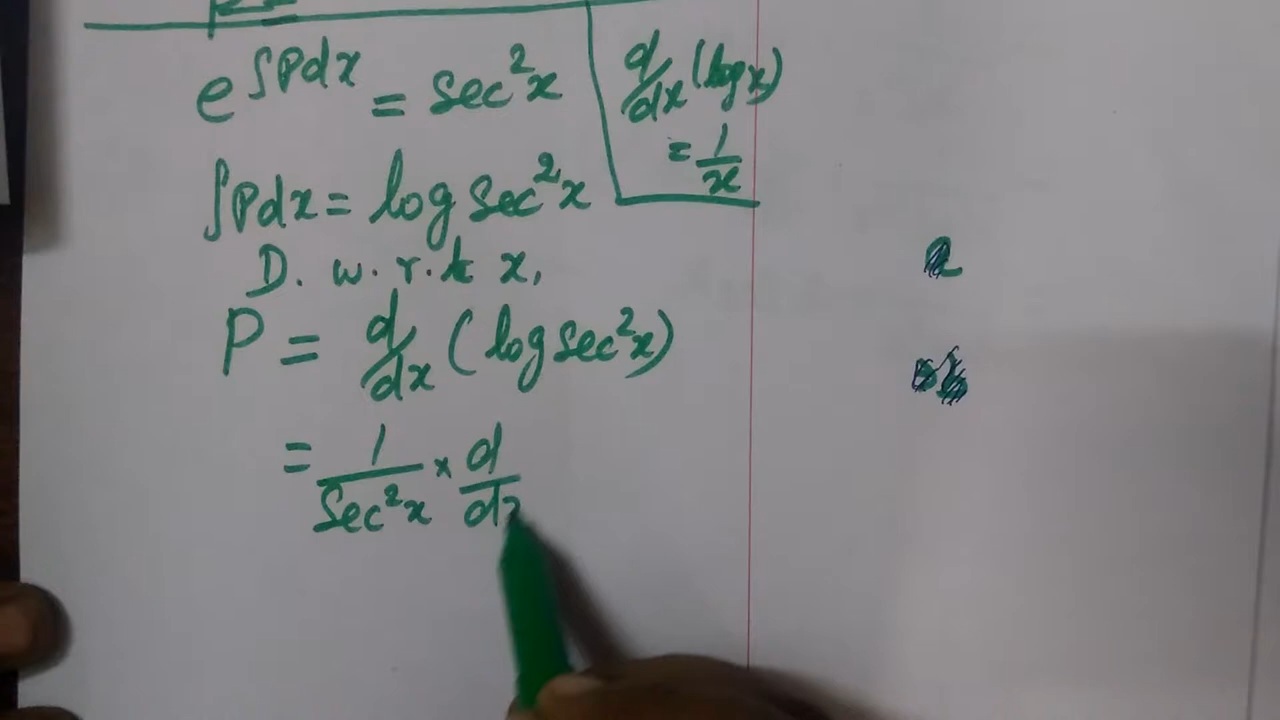 e^∫Pdx = Sec²x
d/dx (log x)
= 1/x
∫Pdx = log Sec²x
D. w.r.t x,
P = d/dx (log Sec²x)
= 1/Sec²x × d/dx